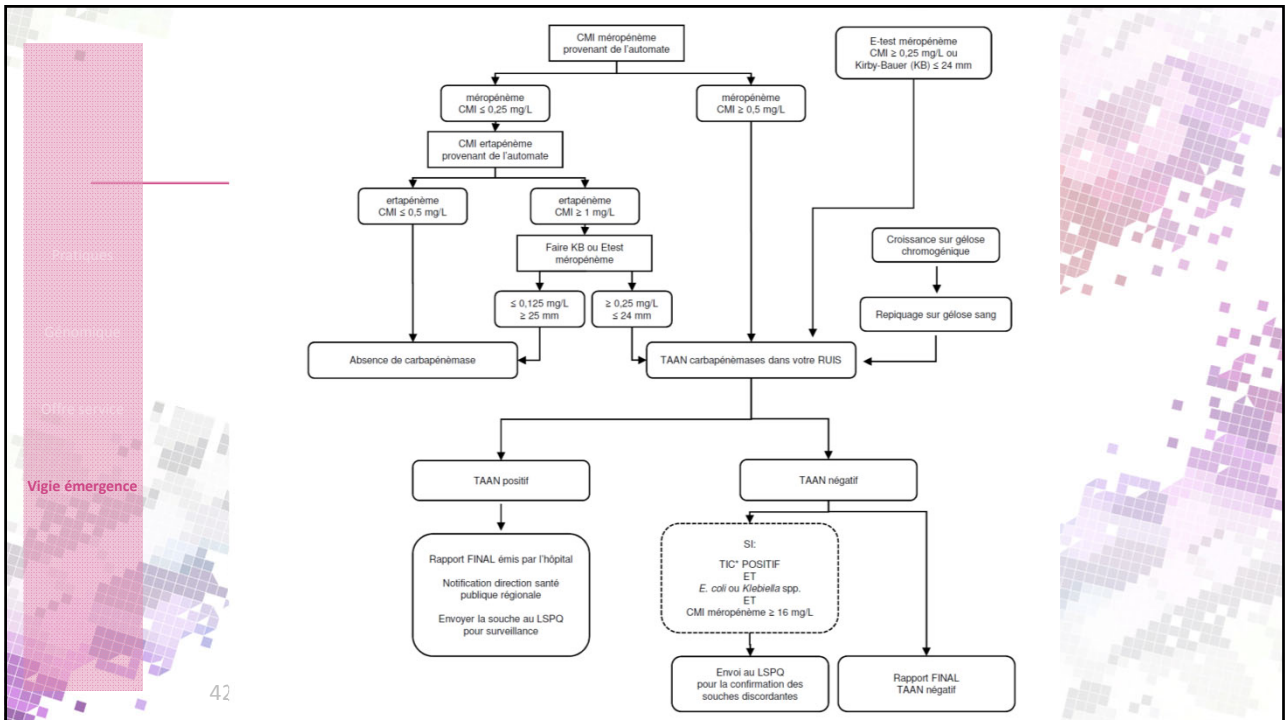 CMI méropénème
provenant de l'automate
E-test méropénème
CMI ≥ 0,25 mg/L ou
Kirby-Bauer (KB) ≤ 24 mm
méropénème
CMI ≤ 0,25 mg/L
méropénème
CMI ≥ 0,5 mg/L
CMI ertapénème
provenant de l'automate
ertapénème
CMI ≤ 0,5 mg/L
ertapénème
CMI ≥ 1 mg/L
Faire KB ou Etest
méropénème
Croissance sur gélose
chromogénique
≤ 0,125 mg/L
≥ 25 mm
≥ 0,25 mg/L
≤ 24 mm
Repiquage sur gélose sang
Absence de carbapénèmase
TAAN carbapénèmases dans votre RUIS
TAAN positif
TAAN négatif
Rapport FINAL émis par l'hôpital
Notification direction santé
publique régionale
Envoyer la souche au LSPQ
pour surveillance
SI:
TIC* POSITIF
ET
E. coli ou Klebiella spp.
ET
CMI méropénème ≥ 16 mg/L
Envoi au LSPQ
pour la confirmation des
souches discordantes
Rapport FINAL
TAAN négatif
Pratiques
Génomique
Offre service
Vigie émergence
42